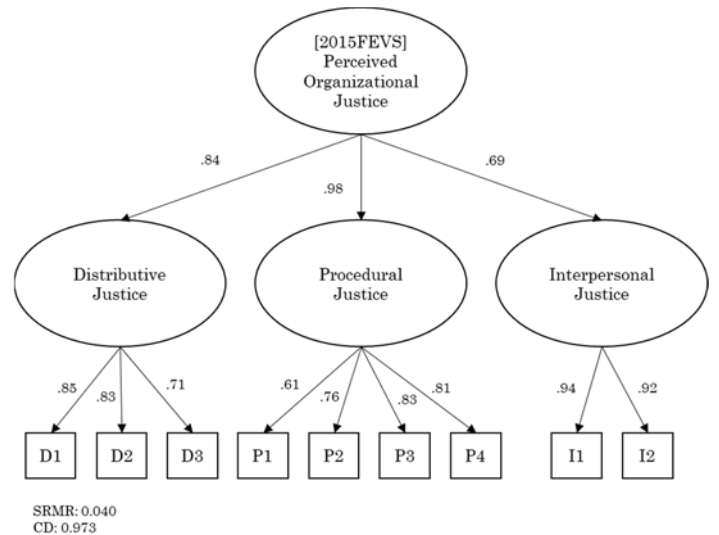 [2015FEVS]
Perceived
Organizational
Justice
.84
.98
.69
Distributive
Justice
Procedural
Justice
Interpersonal
Justice
.85
.83
.71
.61
.76
.83
.81
.94
.92
D1
D2
D3
P1
P2
P3
P4
I1
I2
SRMR: 0.040
CD: 0.973